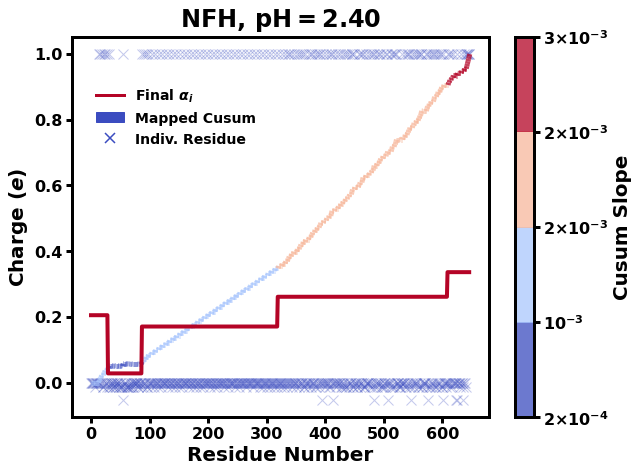 NFH, pH = 2.40
Charge (e)
1.0
0.8
0.6
0.4
0.2
0.0
Final αᵢ
Mapped Cusum
Indiv. Residue
0 100 200 300 400 500 600
Residue Number
3×10⁻³
2×10⁻³
2×10⁻³
10⁻³
2×10⁻⁴
Cusum Slope